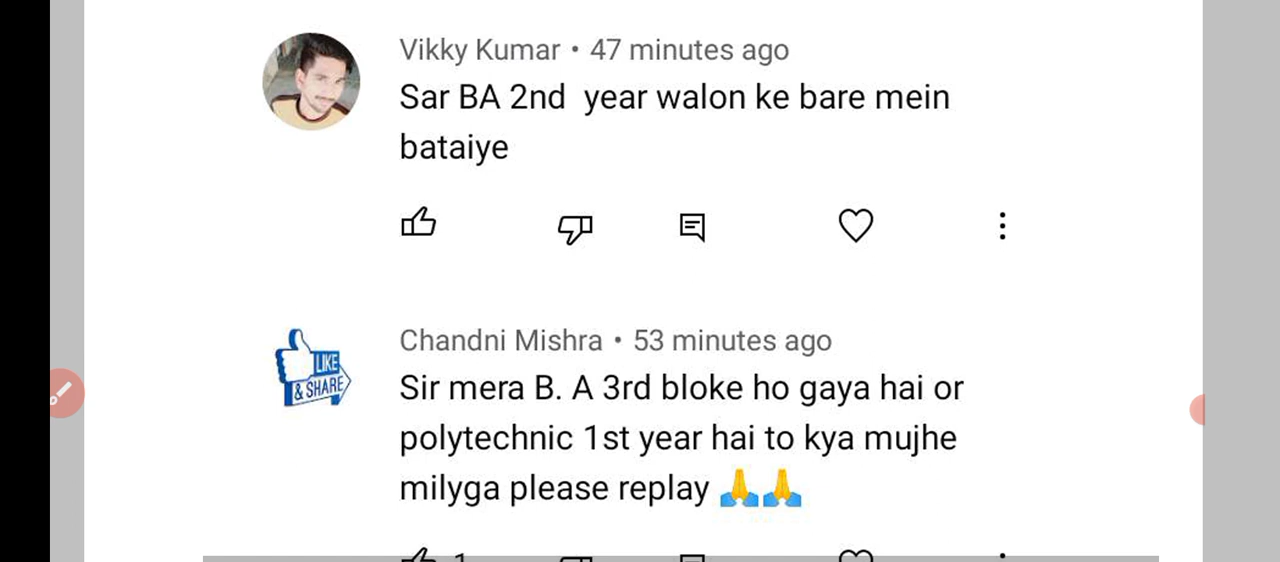 Vikky Kumar • 47 minutes ago
Sar BA 2nd  year walon ke bare mein
bataiye
Chandni Mishra • 53 minutes ago
LIKE
& SHARE
Sir mera B. A 3rd bloke ho gaya hai or
polytechnic 1st year hai to kya mujhe
milyga please replay 🙏🙏
1